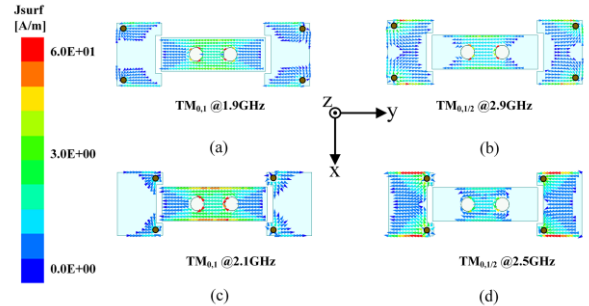 Jsurf
[A/m]
6.0E+01
3.0E+00
0.0E+00
TM0,1 @1.9GHz
(a)
TM0,1/2 @2.9GHz
(b)
z
y
x
TM0,1 @2.1GHz
(c)
TM0,1/2 @2.5GHz
(d)